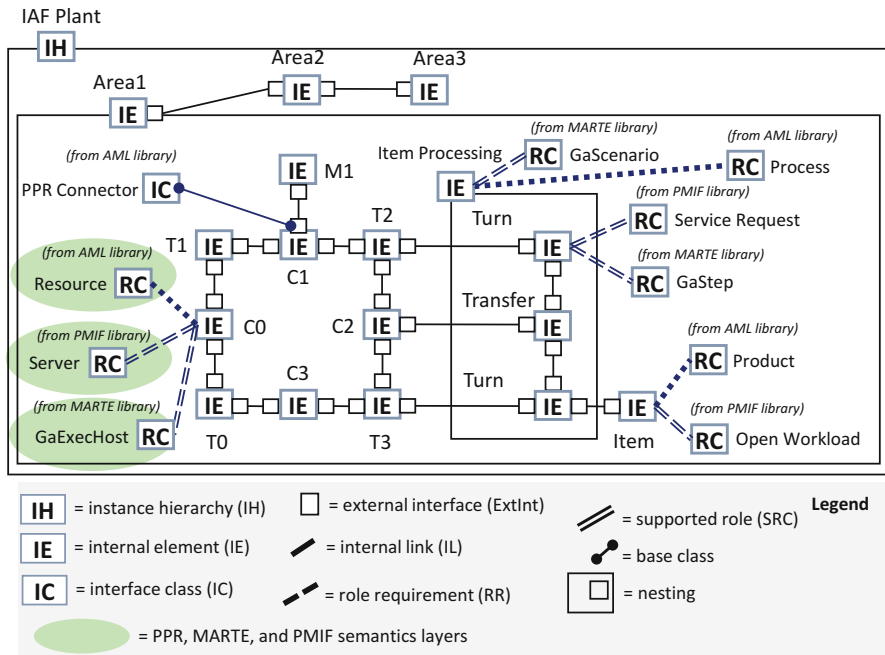 IAF Plant
IH
Area1
Area2
Area3
IE
IE
IE
(from AML library)
PPR Connector
IC
IE
M1
Item Processing
IE
(from MARTE library)
RC
GaScenario
(from AML library)
RC
Process
(from PMIF library)
RC
Service Request
(from MARTE library)
RC
GaStep
T1
IE
IE
C1
T2
IE
Turn
IE
(from AML library)
Resource
RC
(from PMIF library)
Server
RC
(from MARTE library)
GaExecHost
RC
IE
C0
C2
IE
Transfer
IE
C3
IE
T0
IE
IE
T3
Turn
IE
IE
Item
(from AML library)
RC
Product
(from PMIF library)
RC
Open Workload
Legend
IH
= instance hierarchy (IH)
= external interface (ExtInt)
= supported role (SRC)
IE
= internal element (IE)
= internal link (IL)
= base class
IC
= interface class (IC)
= role requirement (RR)
= nesting
= PPR, MARTE, and PMIF semantics layers